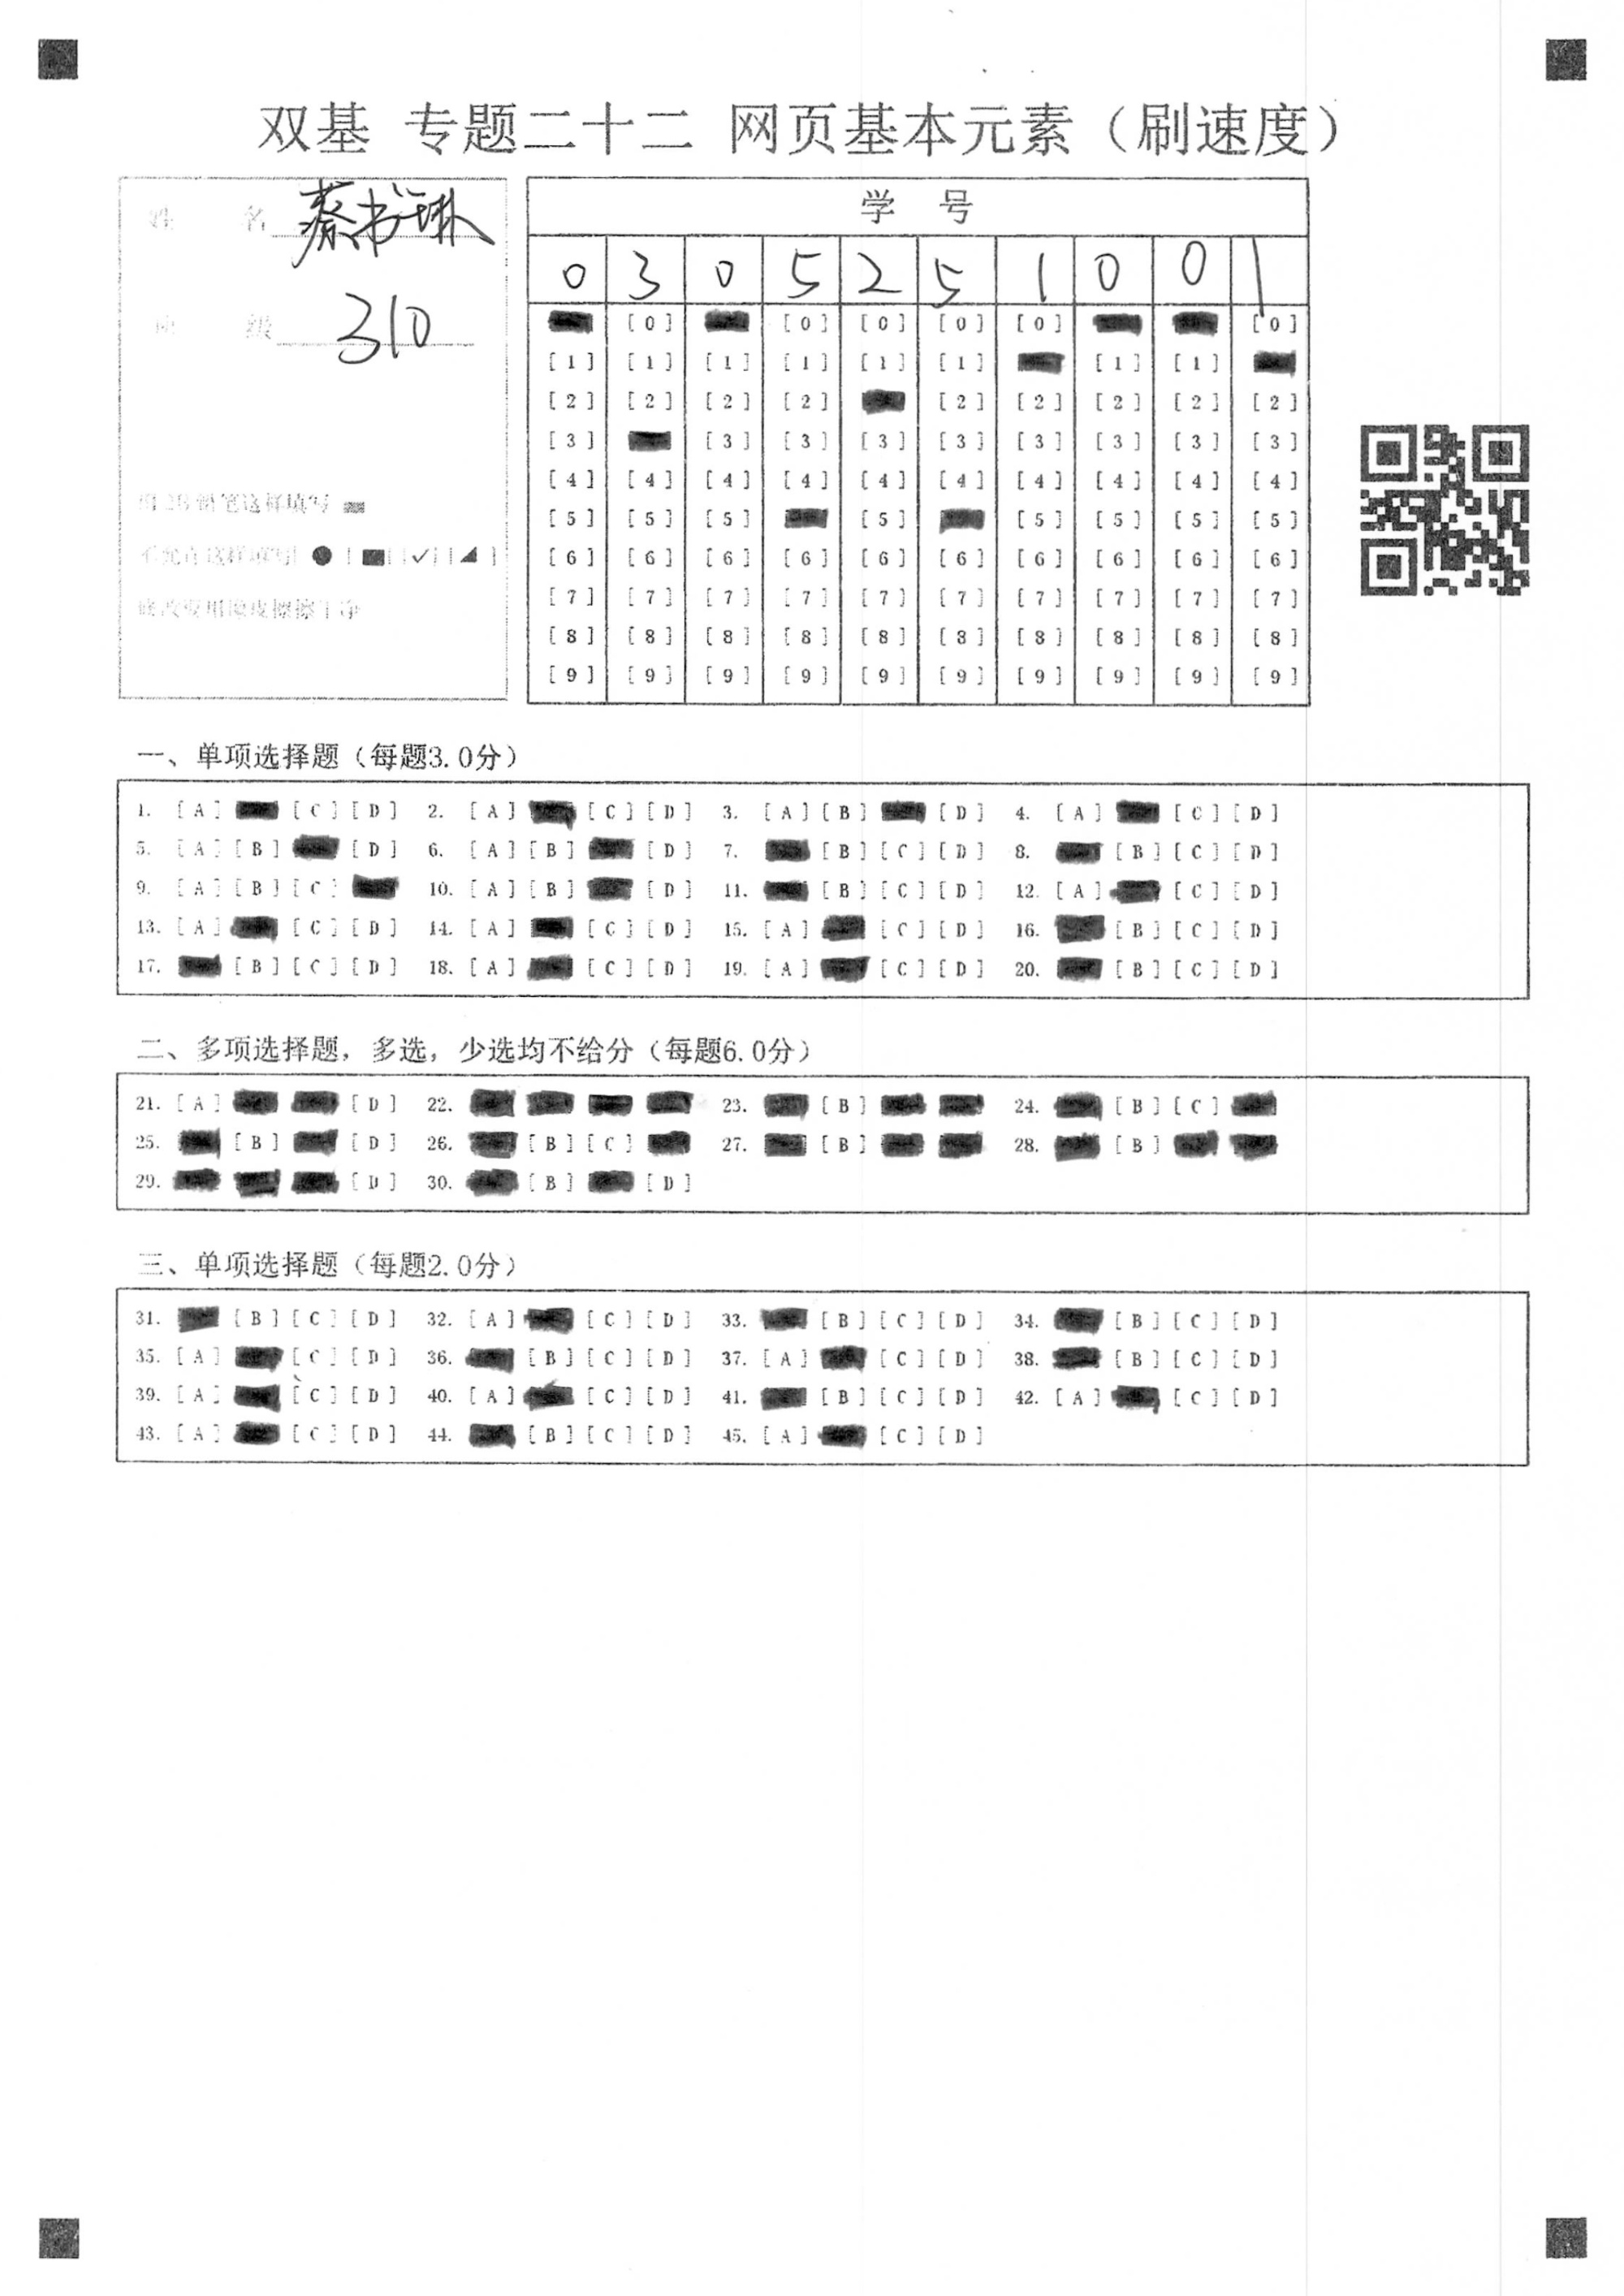 双基 专题二十二 网页基本元素（刷速度）
姓 名 蔡书琳
级 310
用2B铅笔这样填写
不允许这样填写[ ● ] [■] [✓] [◢]
修改要用橡皮擦擦干净
学 号
0 3 0 5 2 5 1 0 0 1
[0] [0] [0] [0] [0] [0]
[1] [1] [1] [1] [1] [1] [1] [1]
[2] [2] [2] [2] [2] [2] [2] [2] [2]
[3] [3] [3] [3] [3] [3] [3] [3] [3]
[4] [4] [4] [4] [4] [4] [4] [4] [4] [4]
[5] [5] [5] [5] [5] [5] [5] [5]
[6] [6] [6] [6] [6] [6] [6] [6] [6] [6]
[7] [7] [7] [7] [7] [7] [7] [7] [7] [7]
[8] [8] [8] [8] [8] [8] [8] [8] [8] [8]
[9] [9] [9] [9] [9] [9] [9] [9] [9] [9]
一、单项选择题（每题3.0分）
1. [A] [C] [D] 2. [A] [C] [D] 3. [A] [B] [D] 4. [A] [C] [D]
5. [A] [B] [D] 6. [A] [B] [D] 7. [B] [C] [D] 8. [B] [C] [D]
9. [A] [B] [C] 10. [A] [B] [D] 11. [B] [C] [D] 12. [A] [C] [D]
13. [A] [C] [D] 14. [A] [C] [D] 15. [A] [C] [D] 16. [B] [C] [D]
17. [B] [C] [D] 18. [A] [C] [D] 19. [A] [C] [D] 20. [B] [C] [D]
二、多项选择题，多选，少选均不给分（每题6.0分）
21. [A] [D] 22. 23. [B] 24. [B] [C]
25. [B] [D] 26. [B] [C] 27. [B] 28. [B]
29. [D] 30. [B] [D]
三、单项选择题（每题2.0分）
31. [B] [C] [D] 32. [A] [C] [D] 33. [B] [C] [D] 34. [B] [C] [D]
35. [A] [C] [D] 36. [B] [C] [D] 37. [A] [C] [D] 38. [B] [C] [D]
39. [A] [C] [D] 40. [A] [C] [D] 41. [B] [C] [D] 42. [A] [C] [D]
43. [A] [C] [D] 44. [B] [C] [D] 45. [A] [C] [D]